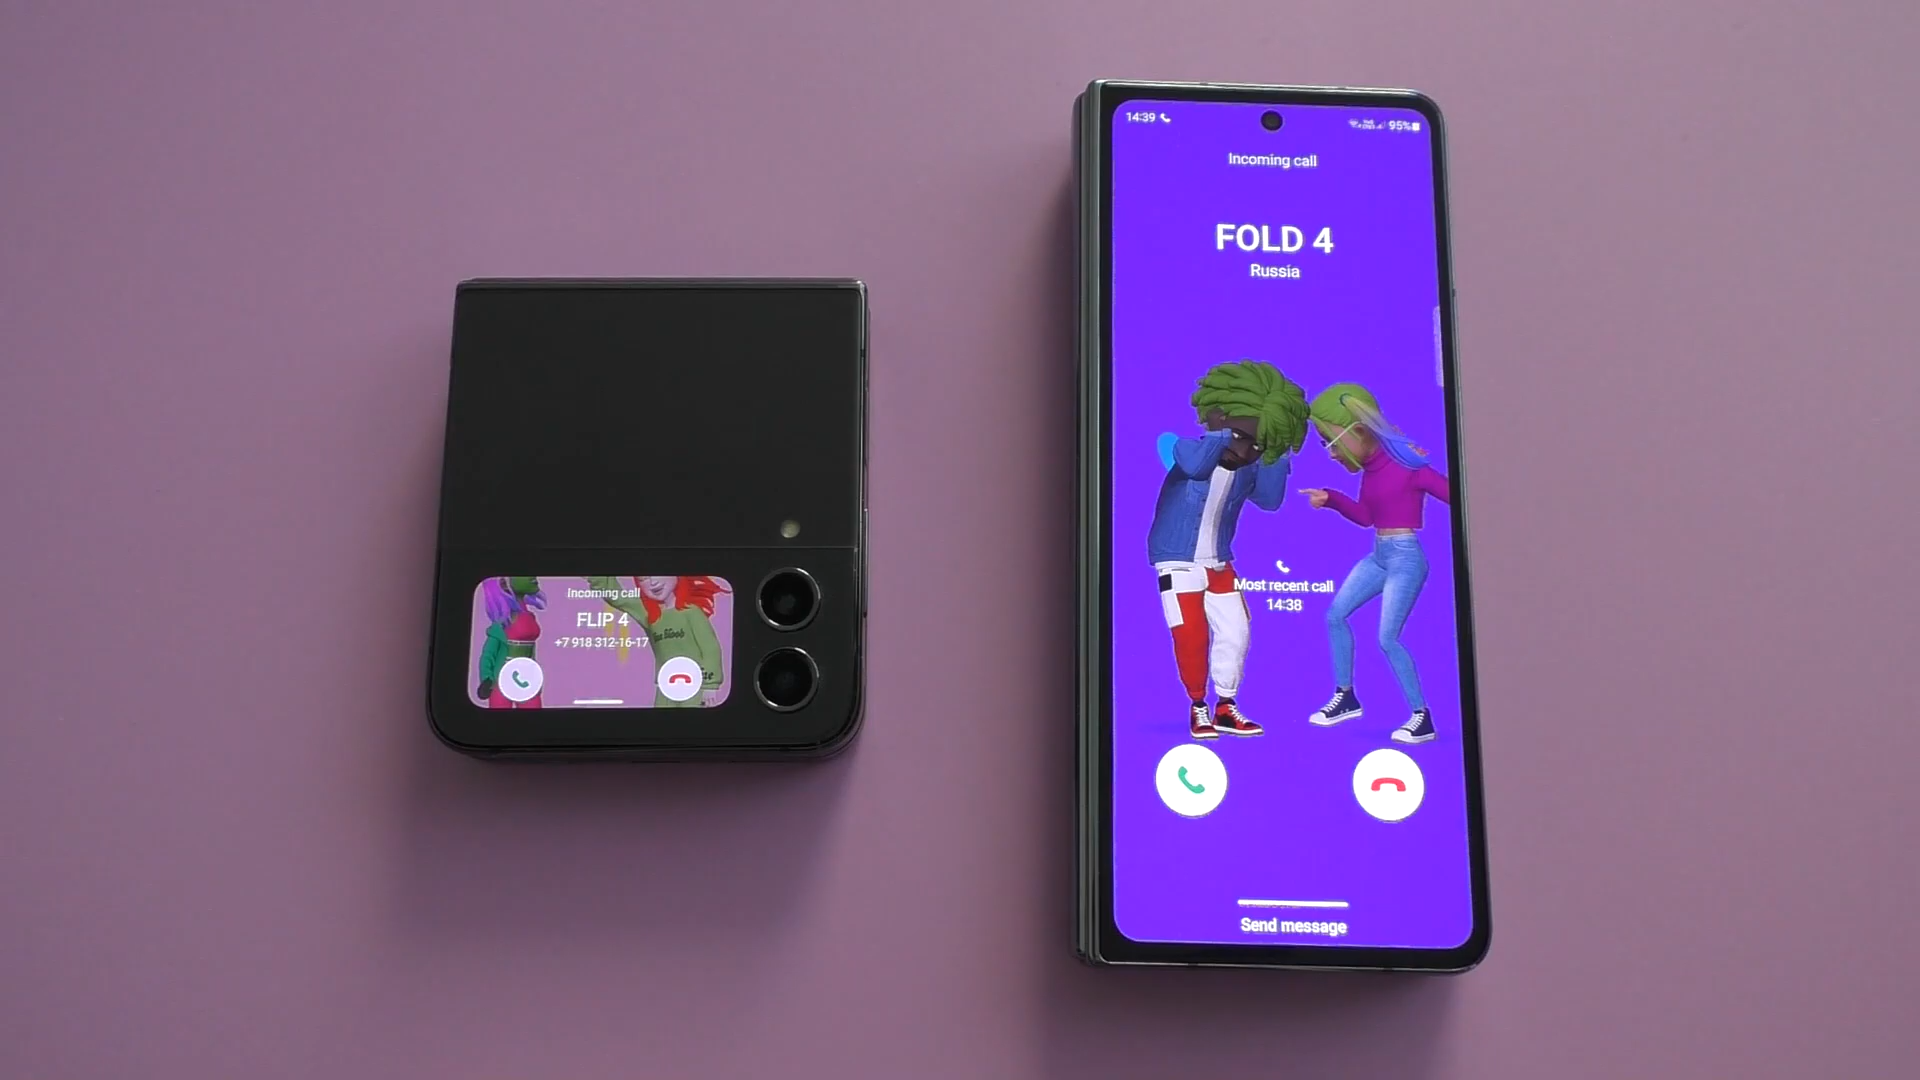 Incoming call
FLIP 4
+7 918 312-16-17
14:39
95%
Incoming call
FOLD 4
Russia
Most recent call
14:38
Send message